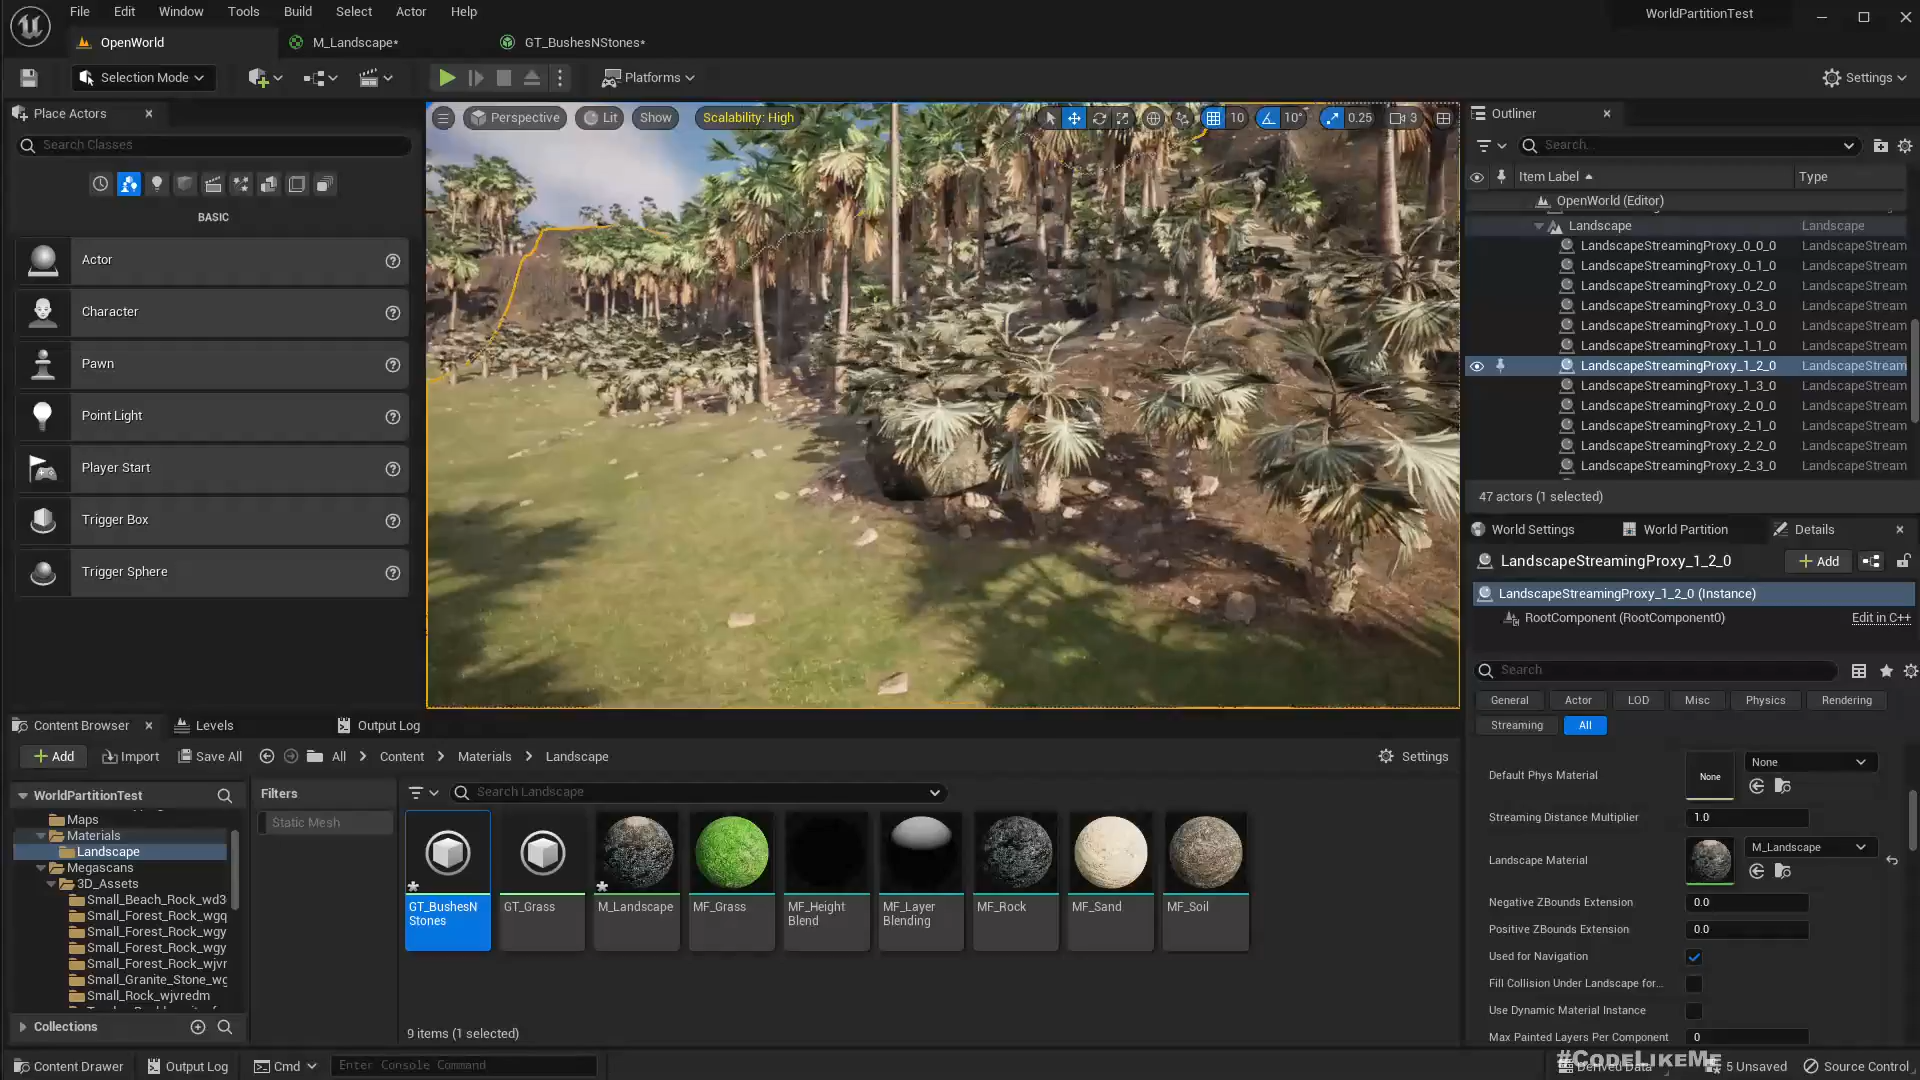 File Edit Window Tools Build Select Actor Help
WorldPartitionTest
OpenWorld
M_Landscape*
GT_BushesNStones*
Selection Mode
Platforms
Settings
Place Actors
Search Classes
BASIC
Actor
Character
Pawn
Point Light
Player Start
Trigger Box
Trigger Sphere
Perspective
Lit
Show
Scalability: High
10
10°
0.25
3
Outliner
Search...
Item Label
Type
OpenWorld (Editor)
Landscape Landscape
LandscapeStreamingProxy_0_0_0 LandscapeStream
LandscapeStreamingProxy_0_1_0 LandscapeStream
LandscapeStreamingProxy_0_2_0 LandscapeStream
LandscapeStreamingProxy_0_3_0 LandscapeStream
LandscapeStreamingProxy_1_0_0 LandscapeStream
LandscapeStreamingProxy_1_1_0 LandscapeStream
LandscapeStreamingProxy_1_2_0 LandscapeStream
LandscapeStreamingProxy_1_3_0 LandscapeStream
LandscapeStreamingProxy_2_0_0 LandscapeStream
LandscapeStreamingProxy_2_1_0 LandscapeStream
LandscapeStreamingProxy_2_2_0 LandscapeStream
LandscapeStreamingProxy_2_3_0 LandscapeStream
47 actors (1 selected)
World Settings
World Partition
Details
LandscapeStreamingProxy_1_2_0
Add
LandscapeStreamingProxy_1_2_0 (Instance)
RootComponent (RootComponent0)
Edit in C++
Search
General Actor LOD Misc Physics Rendering
Streaming All
Default Phys Material
None
None
Streaming Distance Multiplier 1.0
Landscape Material
M_Landscape
Negative ZBounds Extension 0.0
Positive ZBounds Extension 0.0
Used for Navigation
Fill Collision Under Landscape for...
Use Dynamic Material Instance
Max Painted Layers Per Component 0
Content Browser
Levels
Output Log
Add
Import
Save All
All
Content
Materials
Landscape
Settings
WorldPartitionTest
Maps
Materials
Landscape
Megascans
3D_Assets
Small_Beach_Rock_wd3
Small_Forest_Rock_wgq
Small_Forest_Rock_wgy
Small_Forest_Rock_wgy
Small_Forest_Rock_wjvr
Small_Granite_Stone_wg
Small_Rock_wjvredm
Collections
Filters
Static Mesh
Search Landscape
GT_BushesN
Stones
GT_Grass
M_Landscape
MF_Grass
MF_Height
Blend
MF_Layer
Blending
MF_Rock
MF_Sand
MF_Soil
9 items (1 selected)
Content Drawer
Output Log
Cmd
Enter Console Command
#CodeLikeMe
Derived Data
5 Unsaved
Source Control